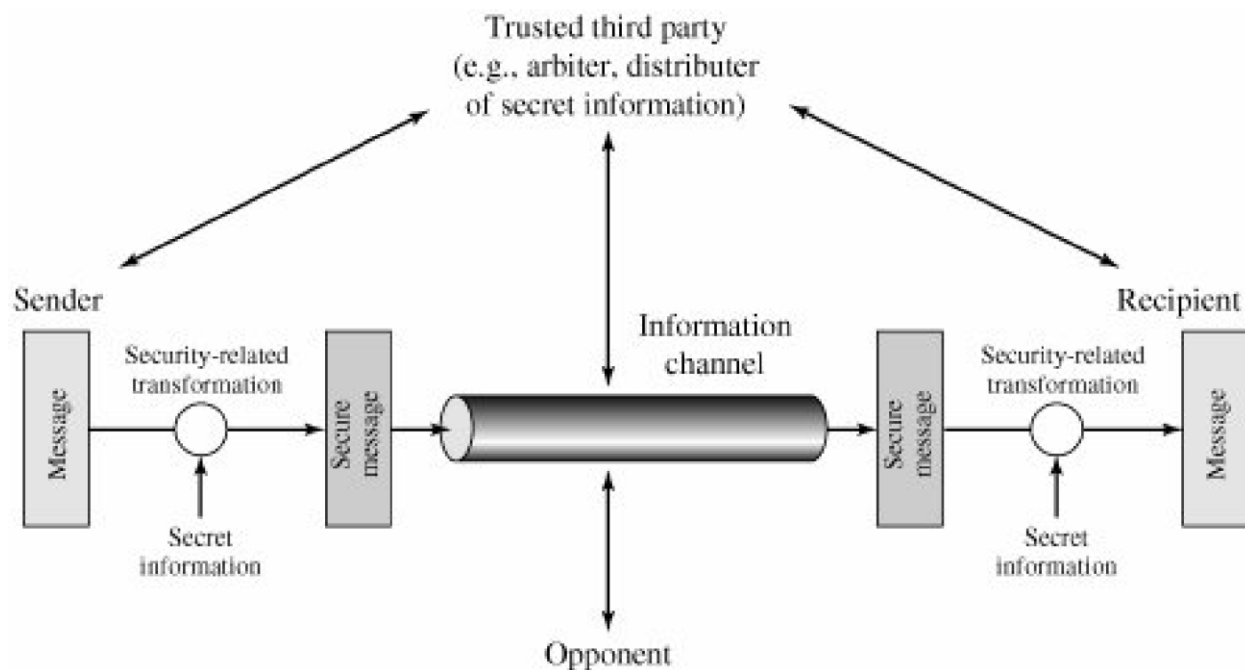 Trusted third party
(e.g., arbiter, distributer
of secret information)
Sender
Recipient
Information
channel
Security-related
transformation
Security-related
transformation
Message
Secure
message
Secure
message
Message
Secret
information
Secret
information
Opponent